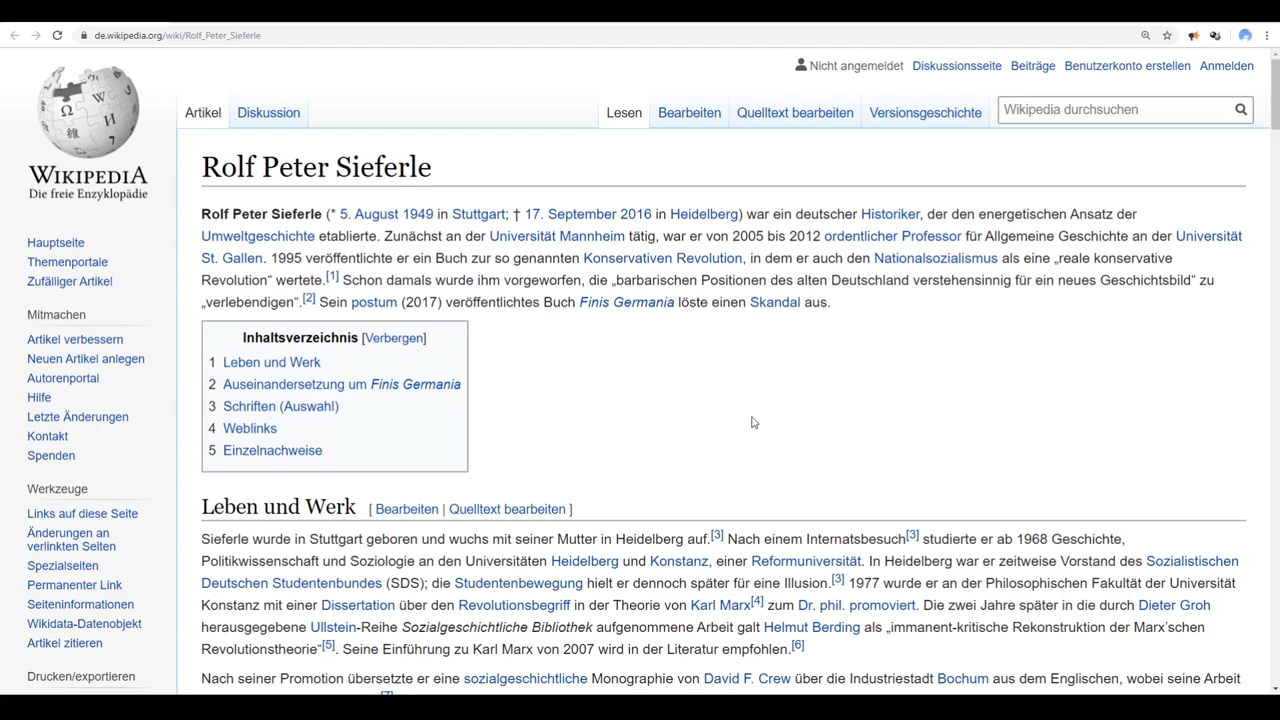 de.wikipedia.org/wiki/Rolf_Peter_Sieferle
Nicht angemeldet Diskussionsseite Beiträge Benutzerkonto erstellen Anmelden
Artikel Diskussion Lesen Bearbeiten Quelltext bearbeiten Versionsgeschichte Wikipedia durchsuchen
WIKIPEDIA
Die freie Enzyklopädie
Hauptseite
Themenportale
Zufälliger Artikel
Mitmachen
Artikel verbessern
Neuen Artikel anlegen
Autorenportal
Hilfe
Letzte Änderungen
Kontakt
Spenden
Werkzeuge
Links auf diese Seite
Änderungen an
verlinkten Seiten
Spezialseiten
Permanenter Link
Seiteninformationen
Wikidata-Datenobjekt
Artikel zitieren
Drucken/exportieren
Rolf Peter Sieferle
Rolf Peter Sieferle (* 5. August 1949 in Stuttgart; † 17. September 2016 in Heidelberg) war ein deutscher Historiker, der den energetischen Ansatz der
Umweltgeschichte etablierte. Zunächst an der Universität Mannheim tätig, war er von 2005 bis 2012 ordentlicher Professor für Allgemeine Geschichte an der Universität
St. Gallen. 1995 veröffentlichte er ein Buch zur so genannten Konservativen Revolution, in dem er auch den Nationalsozialismus als eine „reale konservative
Revolution“ wertete.[1] Schon damals wurde ihm vorgeworfen, die „barbarischen Positionen des alten Deutschland verstehensinnig für ein neues Geschichtsbild“ zu
„verlebendigen“.[2] Sein postum (2017) veröffentlichtes Buch Finis Germania löste einen Skandal aus.
Inhaltsverzeichnis [Verbergen]
1 Leben und Werk
2 Auseinandersetzung um Finis Germania
3 Schriften (Auswahl)
4 Weblinks
5 Einzelnachweise
Leben und Werk [ Bearbeiten | Quelltext bearbeiten ]
Sieferle wurde in Stuttgart geboren und wuchs mit seiner Mutter in Heidelberg auf.[3] Nach einem Internatsbesuch[3] studierte er ab 1968 Geschichte,
Politikwissenschaft und Soziologie an den Universitäten Heidelberg und Konstanz, einer Reformuniversität. In Heidelberg war er zeitweise Vorstand des Sozialistischen
Deutschen Studentenbundes (SDS); die Studentenbewegung hielt er dennoch später für eine Illusion.[3] 1977 wurde er an der Philosophischen Fakultät der Universität
Konstanz mit einer Dissertation über den Revolutionsbegriff in der Theorie von Karl Marx[4] zum Dr. phil. promoviert. Die zwei Jahre später in die durch Dieter Groh
herausgegebene Ullstein-Reihe Sozialgeschichtliche Bibliothek aufgenommene Arbeit galt Helmut Berding als „immanent-kritische Rekonstruktion der Marx’schen
Revolutionstheorie“[5]. Seine Einführung zu Karl Marx von 2007 wird in der Literatur empfohlen.[6]
Nach seiner Promotion übersetzte er eine sozialgeschichtliche Monographie von David F. Crew über die Industriestadt Bochum aus dem Englischen, wobei seine Arbeit